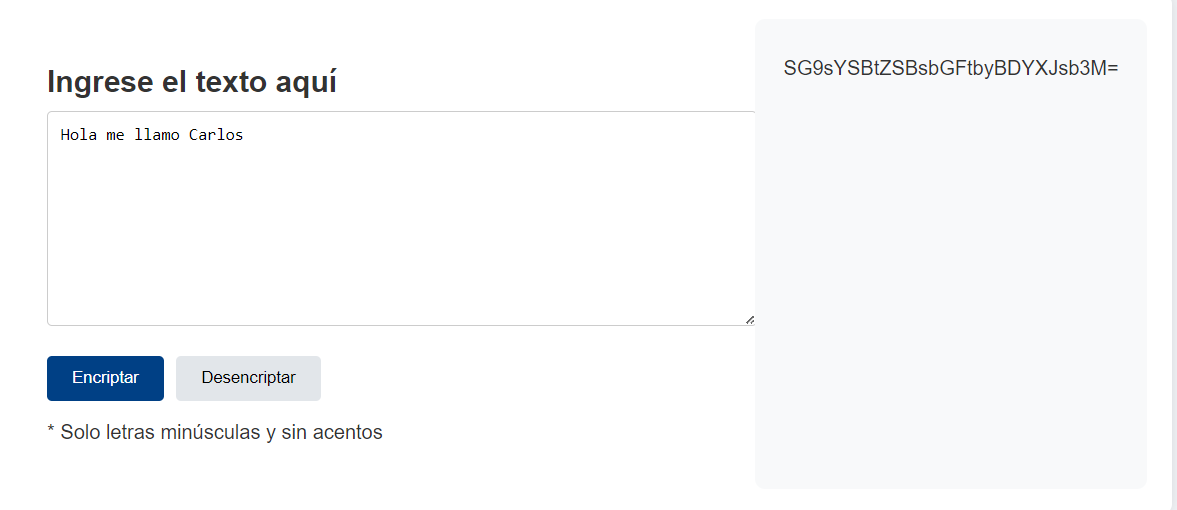 Ingrese el texto aquí
Hola me llamo Carlos
Encriptar
Desencriptar
* Solo letras minúsculas y sin acentos
SG9sYSBtZSBsbGFtbyBDYXJsb3M=